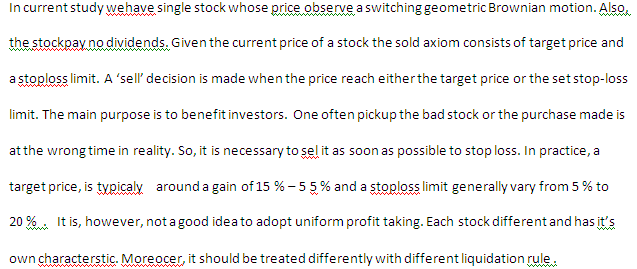 In current study wehave single stock whose price observe a switching geometric Brownian motion. Also,
the stockpay no dividends. Given the current price of a stock the sold axiom consists of target price and
a stoploss limit. A ‘sell’ decision is made when the price reach either the target price or the set stop-loss
limit. The main purpose is to benefit investors.  One often pickup the bad stock or the purchase made is
at the wrong time in reality. So, it is necessary to sel it as soon as possible to stop loss. In practice, a
target price, is typicaly   around a gain of 15 % – 5 5 % and a stoploss limit generally vary from 5 % to
20 % .  It is, however, not a good idea to adopt uniform profit taking. Each stock different and has it’s
own characterstic. Moreocer, it should be treated differently with different liquidation rule .